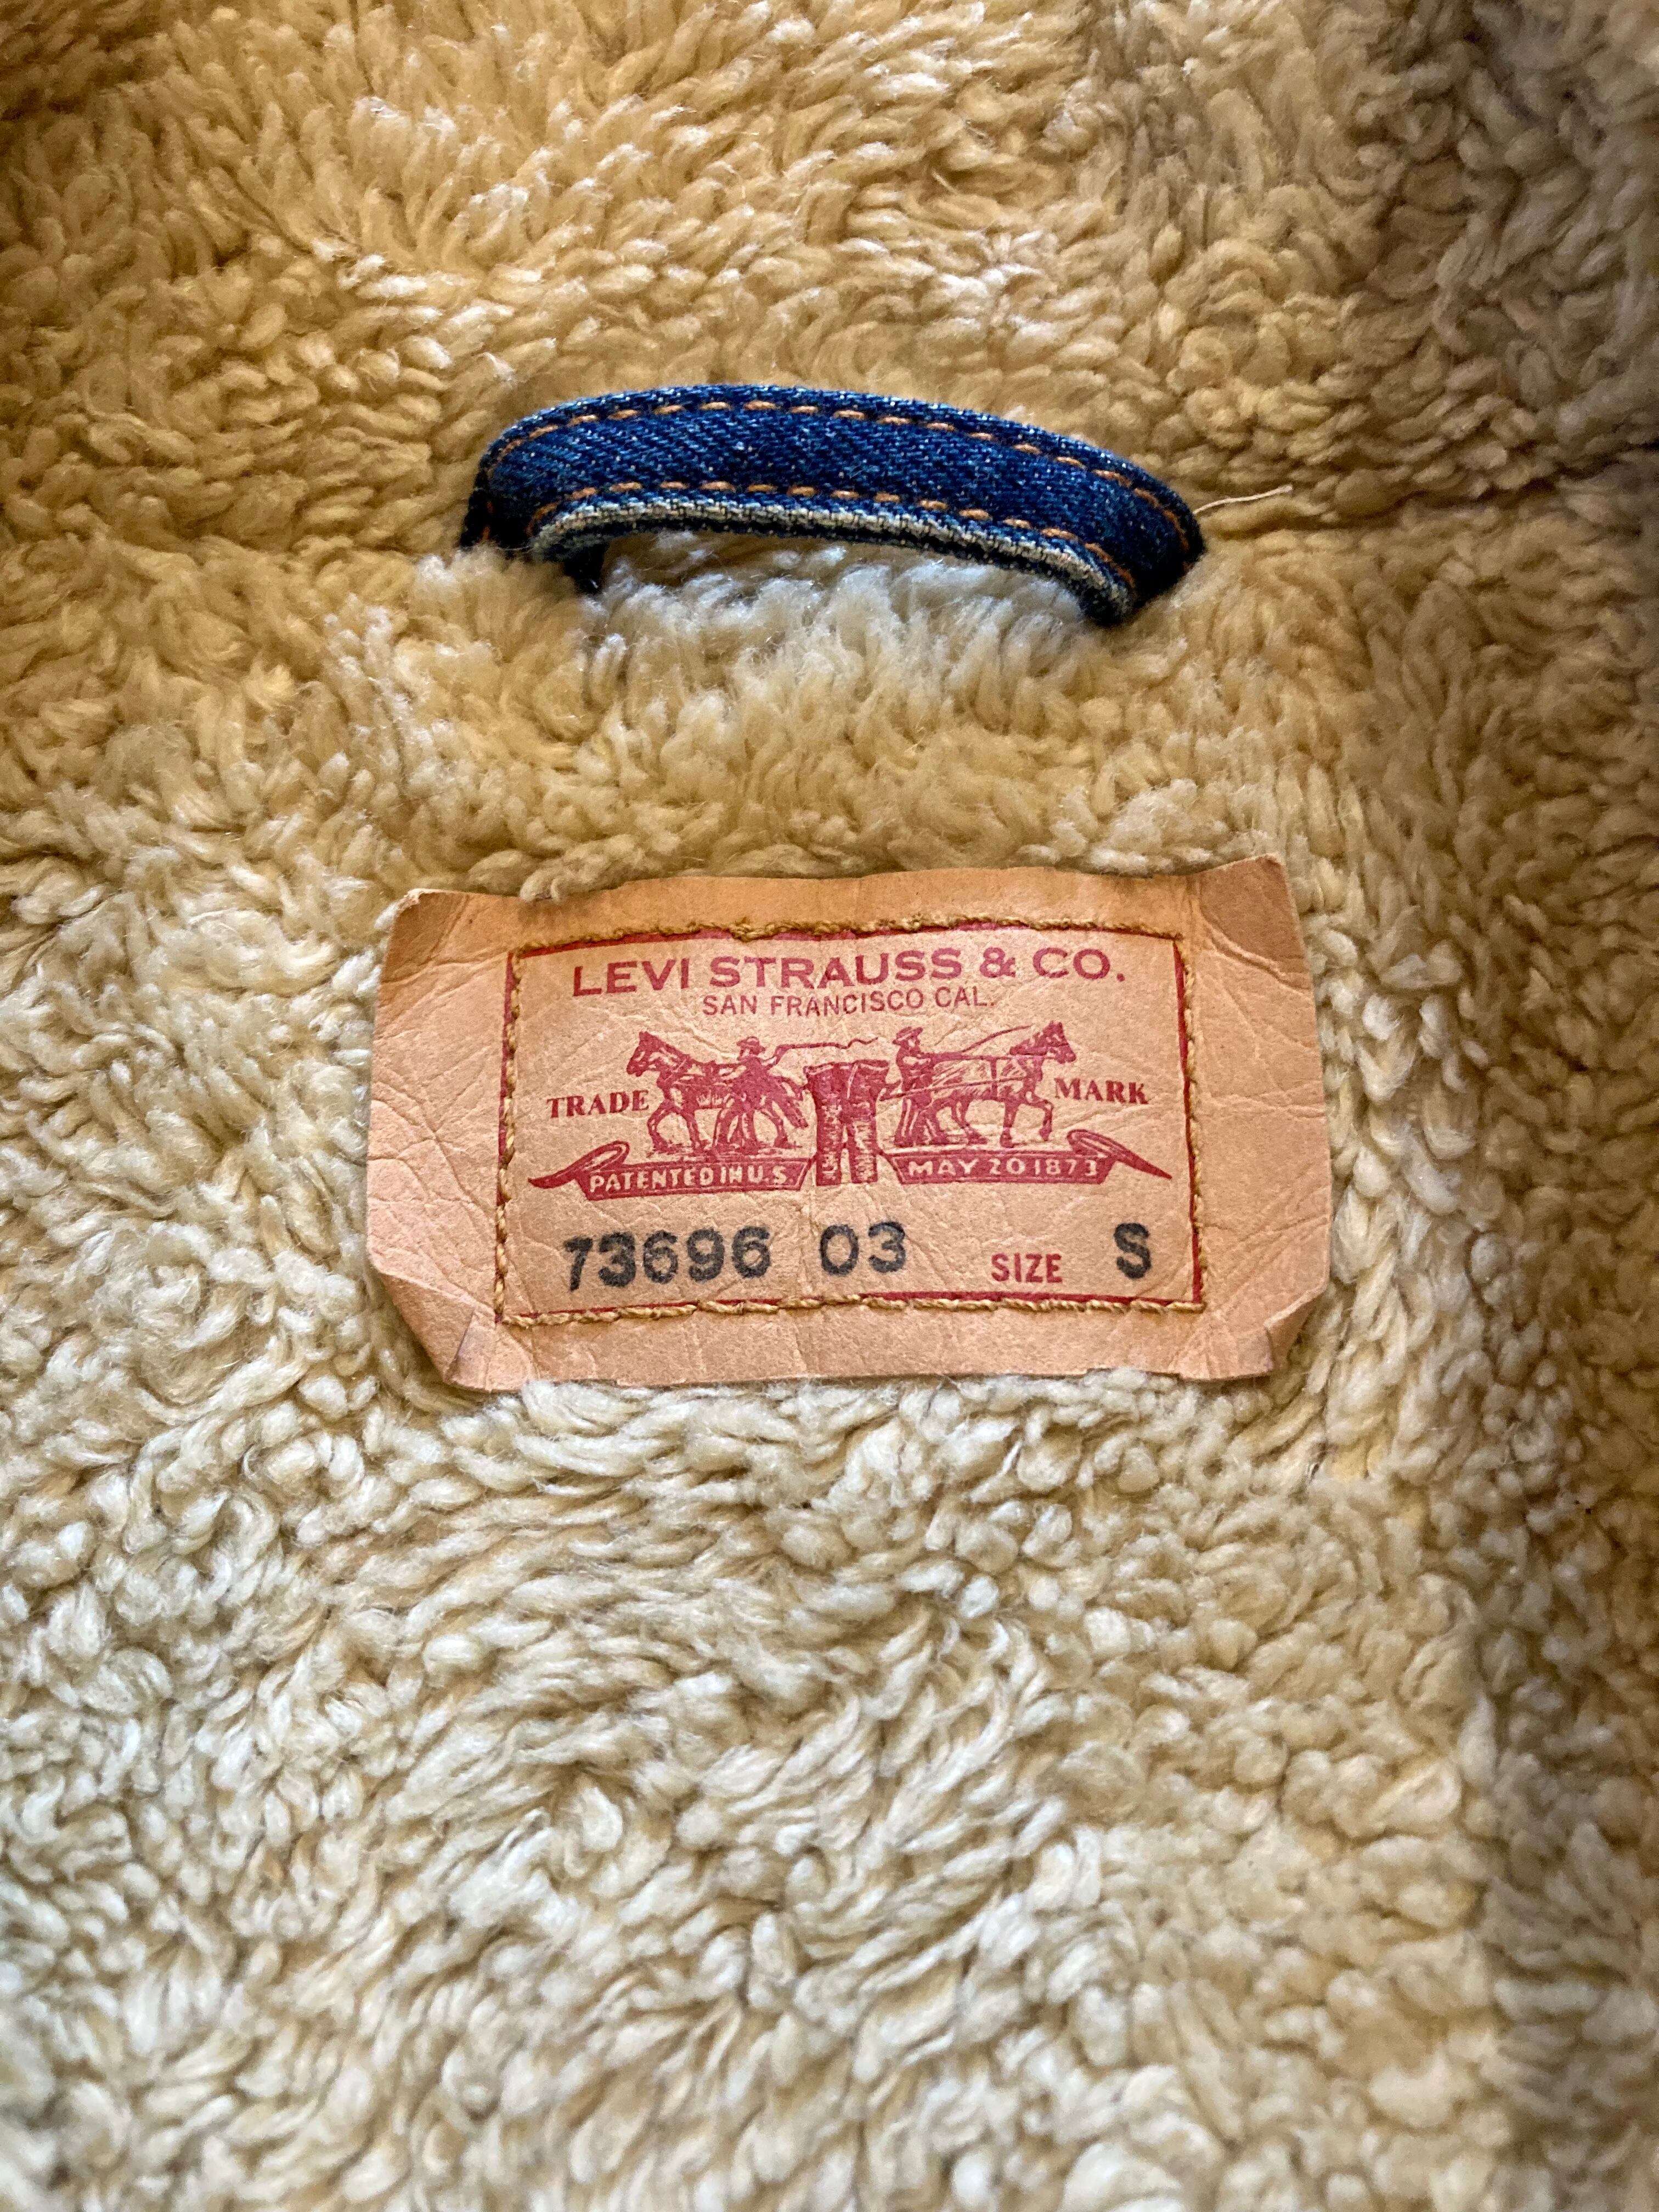 LEVI STRAUSS & CO.
SAN FRANCISCO CAL.
TRADE MARK
PATENTED IN U.S. MAY 20 1873
73696 03 SIZE S